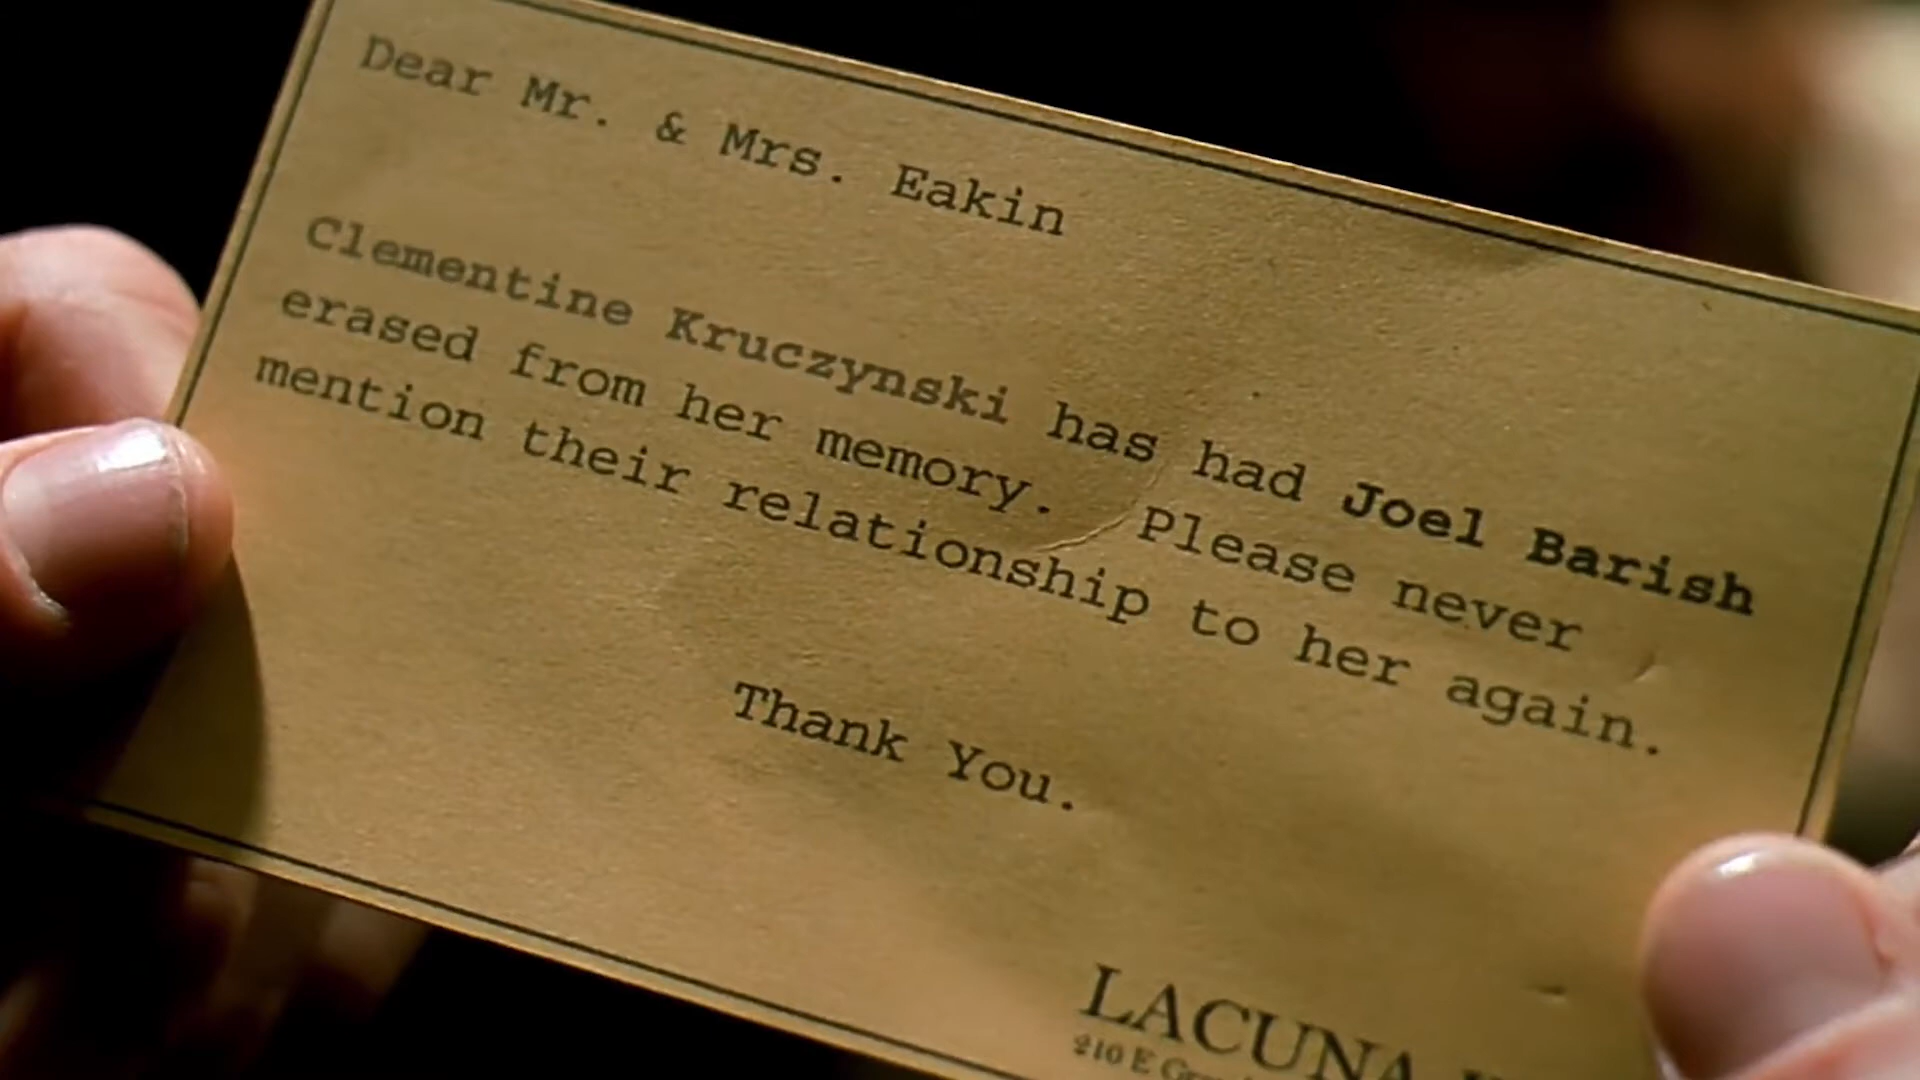 Dear Mr. & Mrs. Eakin
Clementine Kruczynski has had Joel Barish
erased from her memory.  Please never
mention their relationship to her again.
Thank You.
LACUNA
210 E